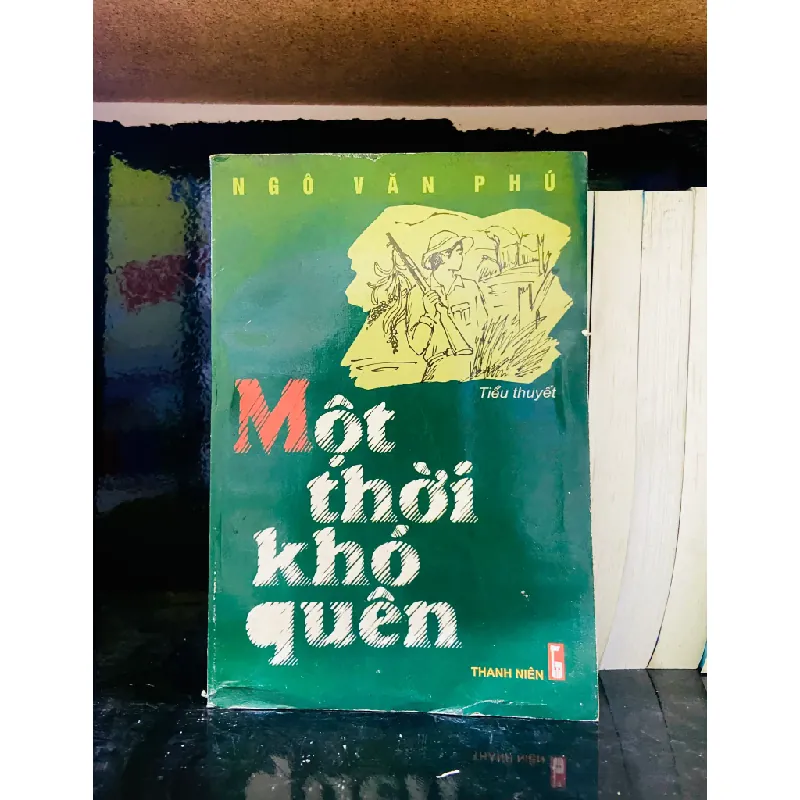 NGÔ VĂN PHÚ
Tiểu thuyết
Một
thời
khó
quên
THANH NIÊN